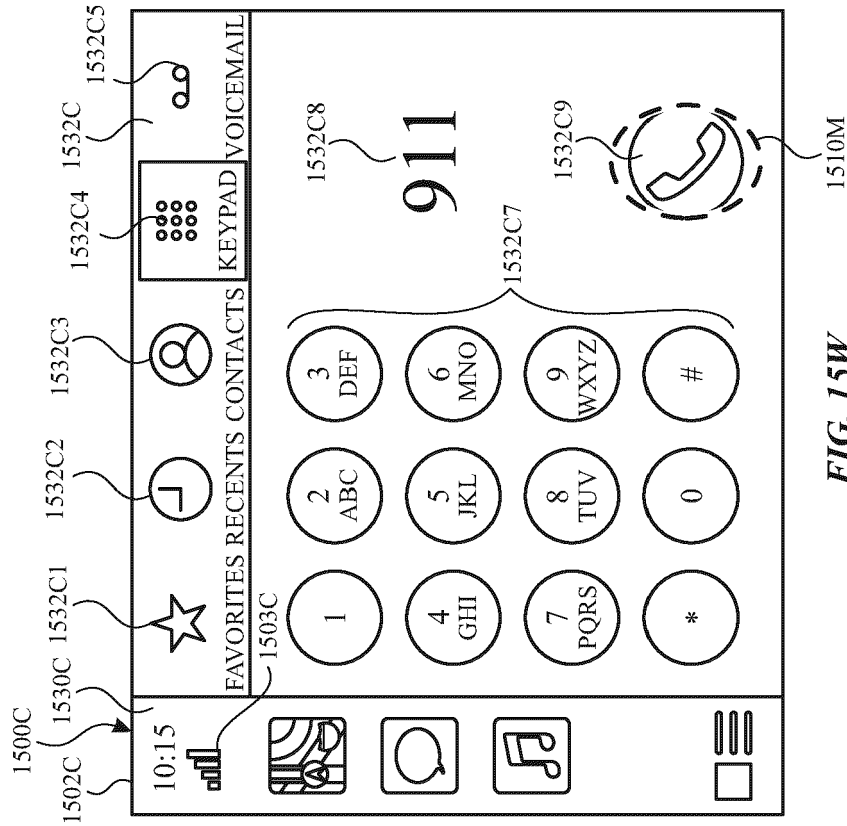 1500C
1502C
1530C
1532C1
1532C2
1532C3
1532C4
1532C
1532C5
10:15
1503C
FAVORITES RECENTS CONTACTS KEYPAD VOICEMAIL
1
2
ABC
3
DEF
4
GHI
5
JKL
6
MNO
7
PQRS
8
TUV
9
WXYZ
*
0
#
1532C7
911
1532C8
1532C9
1510M
FIG. 15W